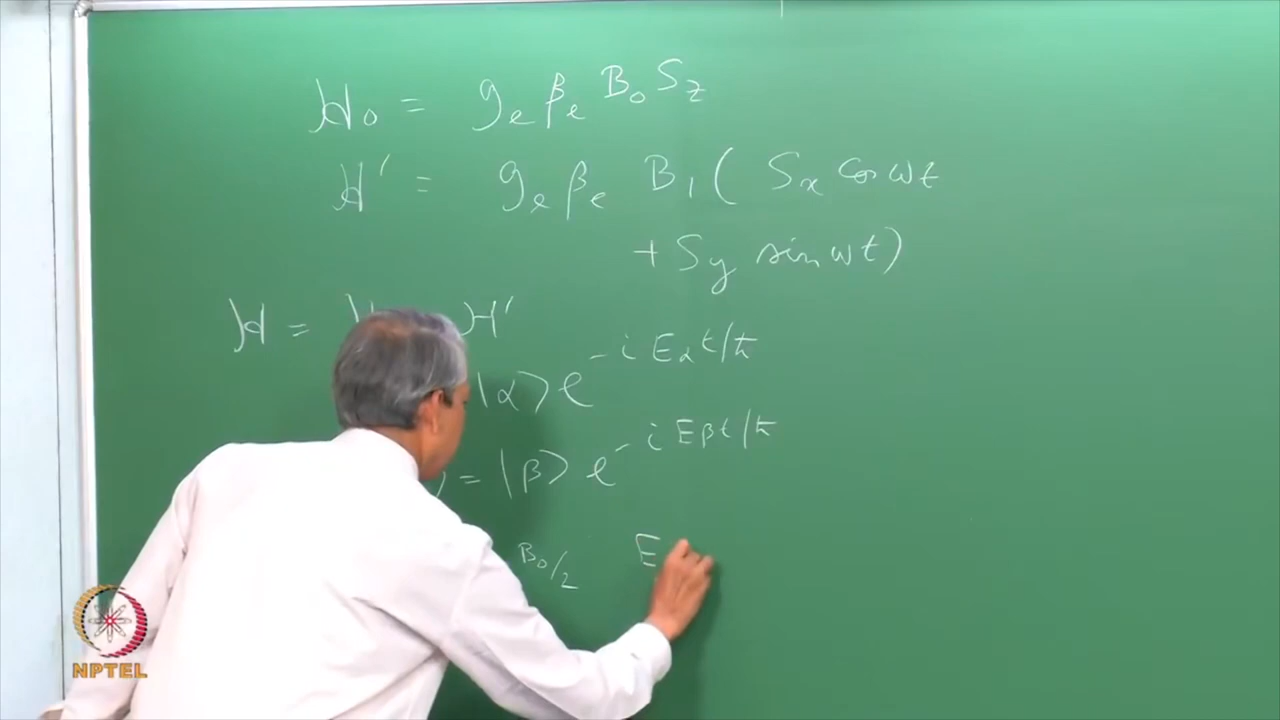 ℋ₀ = gₑ βₑ B₀ S_z
ℋ′ = gₑ βₑ B₁ ( Sₓ cos ωt
+ S_y sin ωt)
ℋ = ℋ′
|α⟩ e^{-i E_α t/ħ}
= |β⟩ e^{-i E_β t/ħ}
B₀/2 E
NPTEL